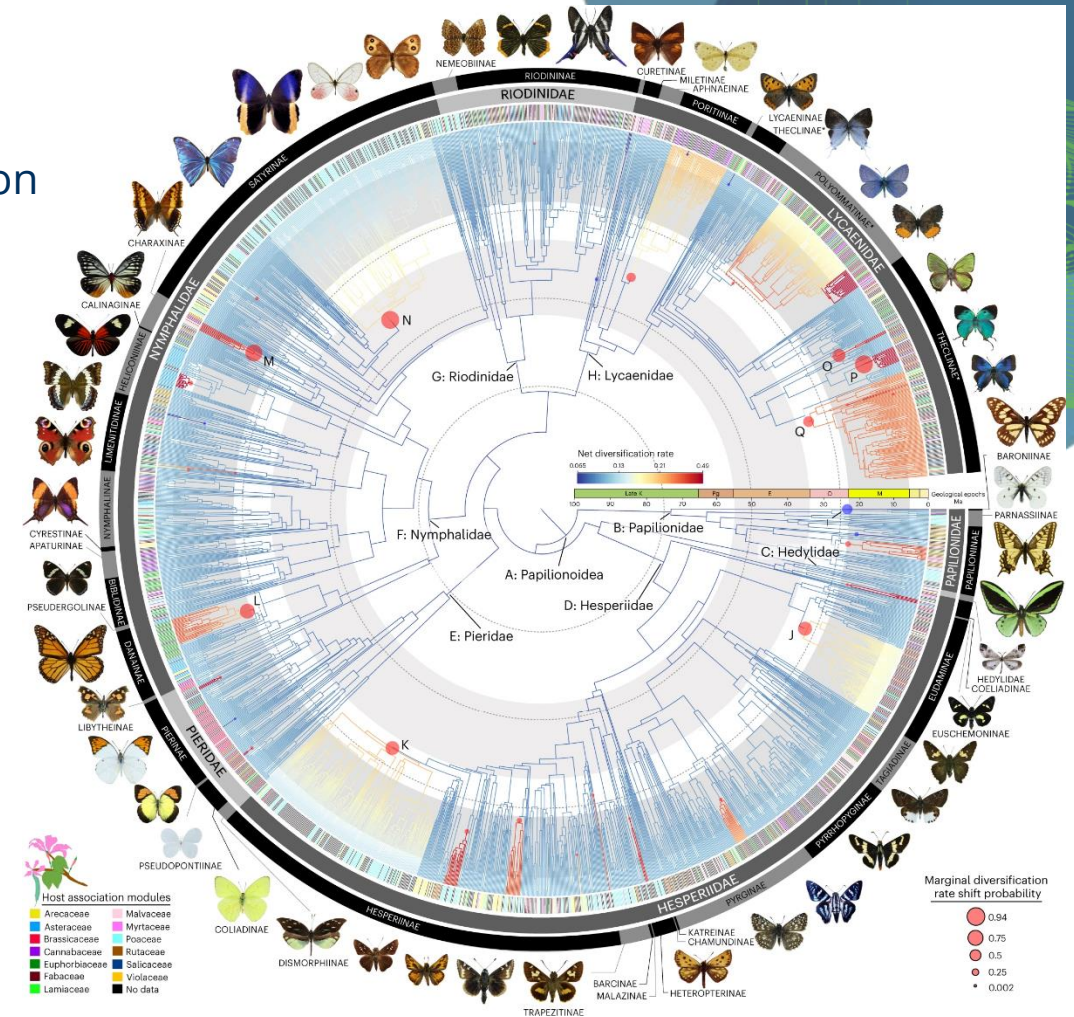 on
NEMEOBIINAE
RIODININAE
RIODINIDAE
CURETINAE
MILETINAE
APHNAEINAE
PORITIINAE
LYCAENINAE
THECLINAE*
POLYOMMATINAE*
LYCAENIDAE
THECLINAE*
SATYRINAE
CHARAXINAE
CALINAGINAE
NYMPHALIDAE
HELICONIINAE
LIMENITIDINAE
NYMPHALINAE
CYRESTINAE
APATURINAE
BIBLIDINAE
PSEUDERGOLINAE
DANAINAE
LIBYTHEINAE
PIERIDAE
PIERINAE
PSEUDOPONTIINAE
COLIADINAE
DISMORPHIINAE
HESPERIINAE
TRAPEZITINAE
BARCINAE
MALAZINAE
HETEROPTERINAE
KATREINAE
CHAMUNDINAE
HESPERIIDAE
PYRGINAE
PYRRHOPYGINAE
TAGIADINAE
EUDAMINAE
EUSCHEMONINAE
HEDYLIDAE
COELIADINAE
PAPILIONIDAE
PAPILIONINAE
PARNASSIINAE
BARONIINAE
N
M
G: Riodinidae
H: Lycaenidae
O
P
Q
Net diversification rate
0.065 0.13 0.21 0.49
Late K Pg E O M Geological epochs
100 90 80 70 60 50 40 30 20 10 0 Ma
I
B: Papilionidae
F: Nymphalidae
C: Hedylidae
A: Papilionoidea
D: Hesperiidae
E: Pieridae
J
L
K
Host association modules
Arecaceae Malvaceae
Asteraceae Myrtaceae
Brassicaceae Poaceae
Cannabaceae Rutaceae
Euphorbiaceae Salicaceae
Fabaceae Violaceae
Lamiaceae No data
Marginal diversification
rate shift probability
0.94
0.75
0.5
0.25
0.002